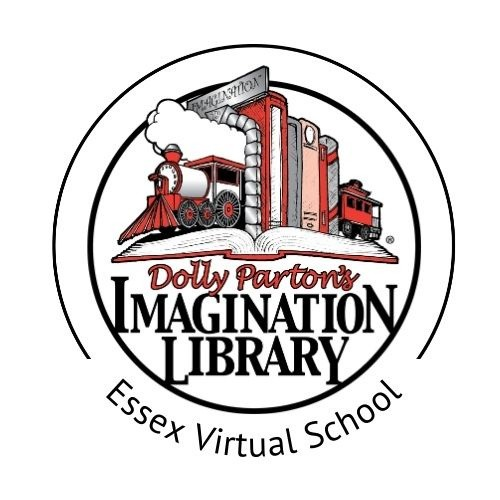 IMAGINATION
Dolly Parton's
IMAGINATION
LIBRARY
®
Essex Virtual School